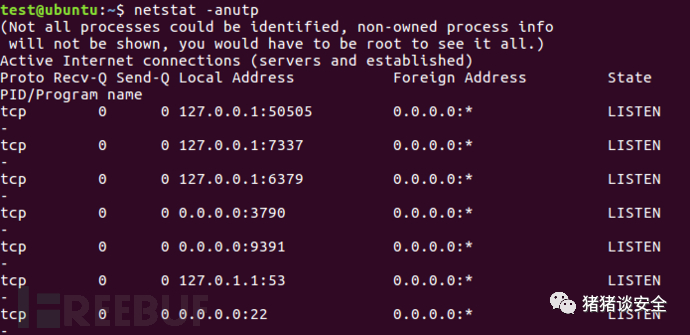 test@ubuntu:~$ netstat -anutp
(Not all processes could be identified, non-owned process info
 will not be shown, you would have to be root to see it all.)
Active Internet connections (servers and established)
Proto Recv-Q Send-Q Local Address           Foreign Address         State
PID/Program name
tcp        0      0 127.0.0.1:50505         0.0.0.0:*               LISTEN
-
tcp        0      0 127.0.0.1:7337          0.0.0.0:*               LISTEN
-
tcp        0      0 127.0.0.1:6379          0.0.0.0:*               LISTEN
-
tcp        0      0 0.0.0.0:3790            0.0.0.0:*               LISTEN
-
tcp        0      0 0.0.0.0:9391            0.0.0.0:*               LISTEN
-
tcp        0      0 127.0.1.1:53            0.0.0.0:*               LISTEN
-
tcp        0      0 0.0.0.0:22              0.0.0.0:*               LISTEN
-
FREEBUF
猪猪谈安全